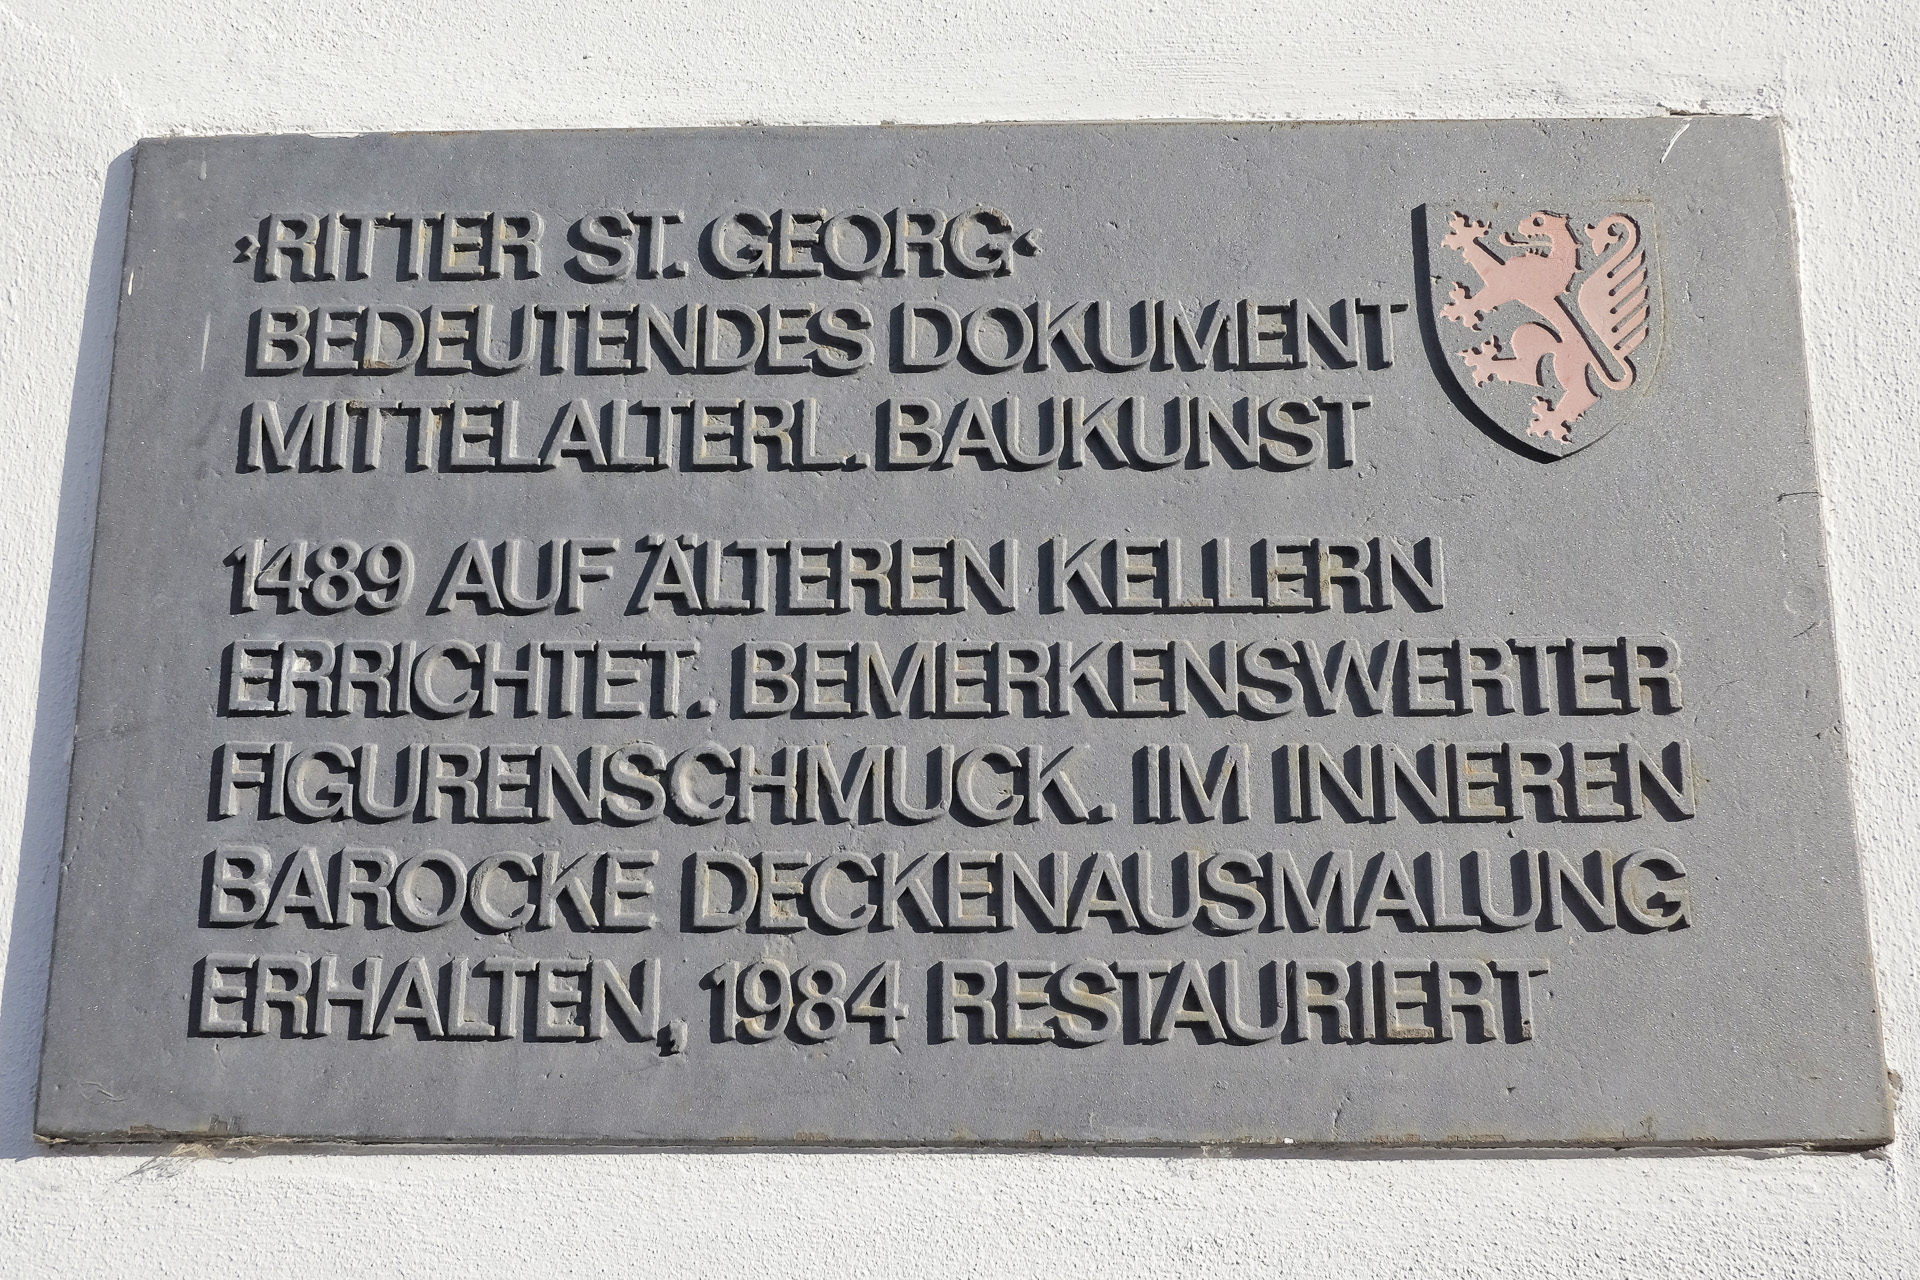 ›RITTER ST. GEORG‹
BEDEUTENDES DOKUMENT
MITTELALTERL. BAUKUNST
1489 AUF ÄLTEREN KELLERN
ERRICHTET. BEMERKENSWERTER
FIGURENSCHMUCK. IM INNEREN
BAROCKE DECKENAUSMALUNG
ERHALTEN, 1984 RESTAURIERT